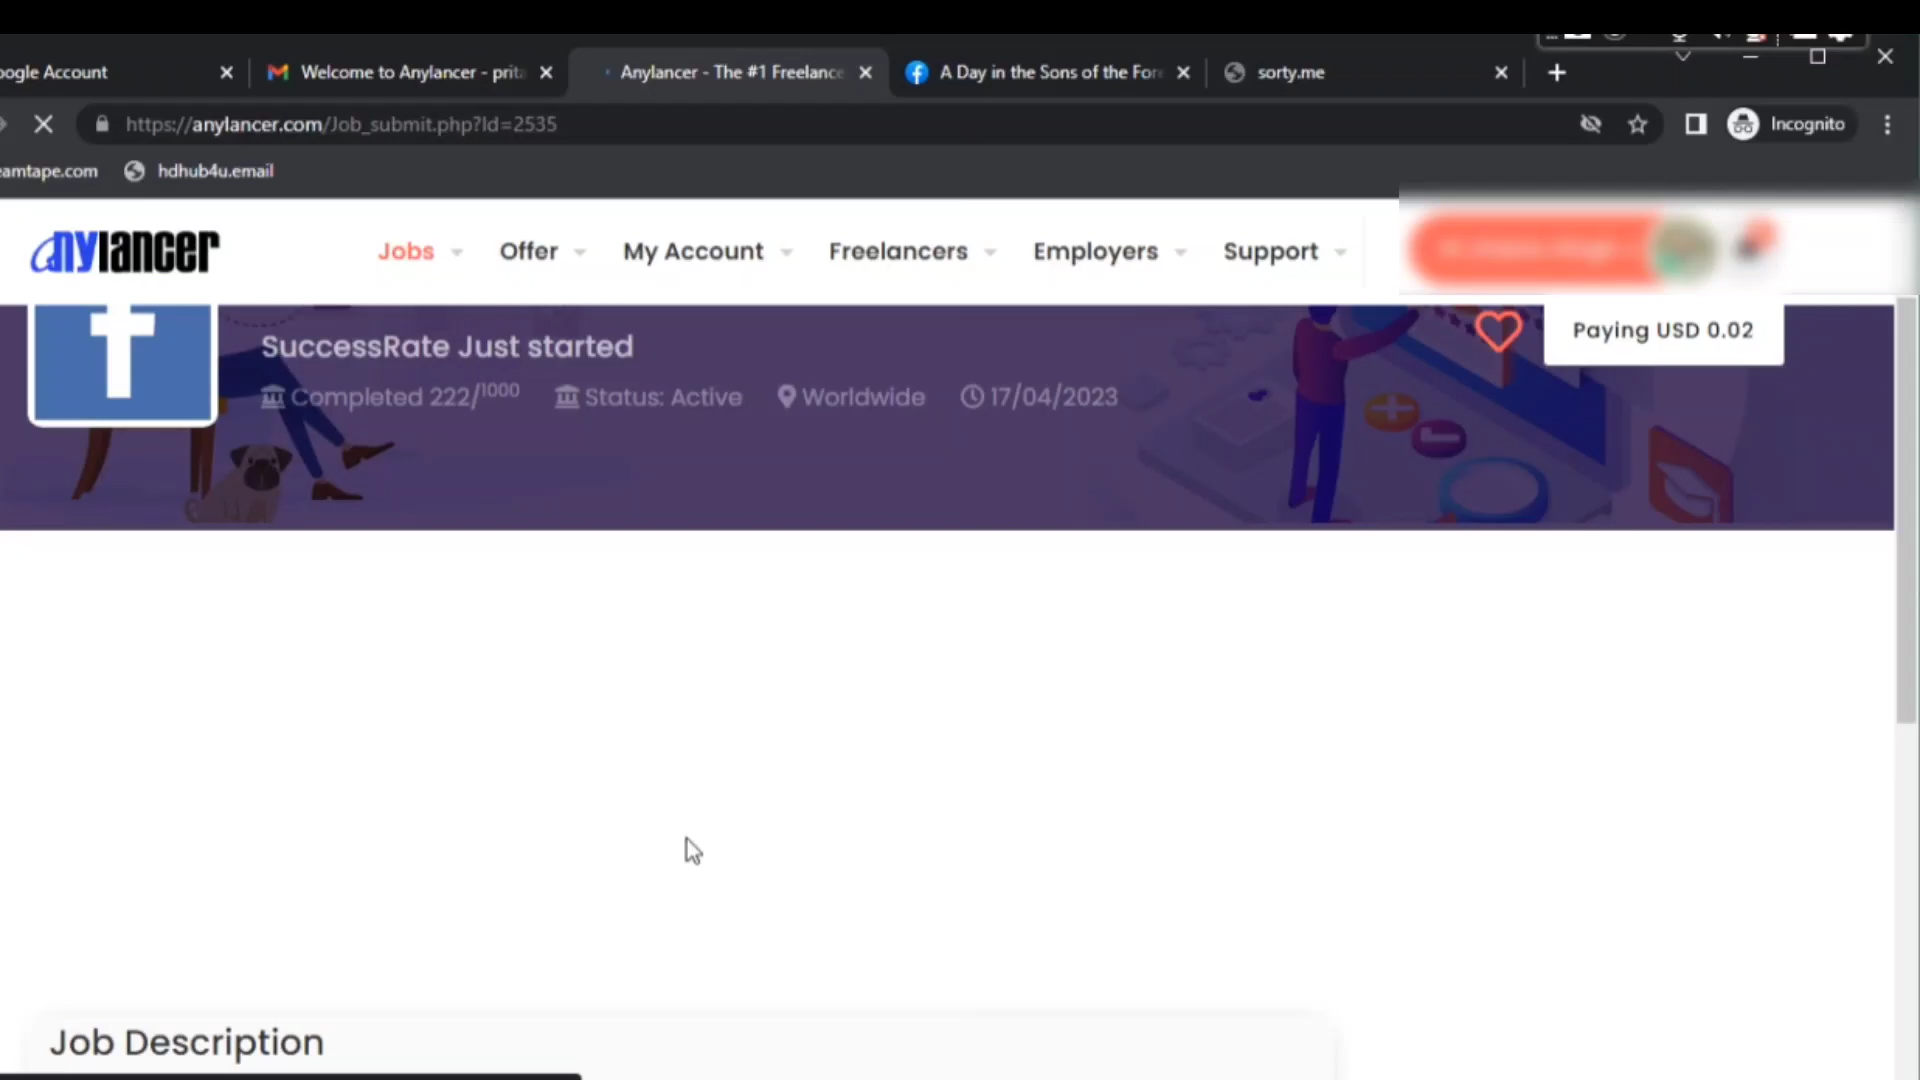 oogle Account
Welcome to Anylancer - prita
Anylancer - The #1 Freelance
A Day in the Sons of the For
sorty.me
https://anylancer.com/Job_submit.php?Id=2535
Incognito
eamtape.com
hdhub4u.email
anylancer
Jobs
Offer
My Account
Freelancers
Employers
Support
SuccessRate Just started
Paying USD 0.02
Completed 222/1000
Status: Active
Worldwide
17/04/2023
Job Description